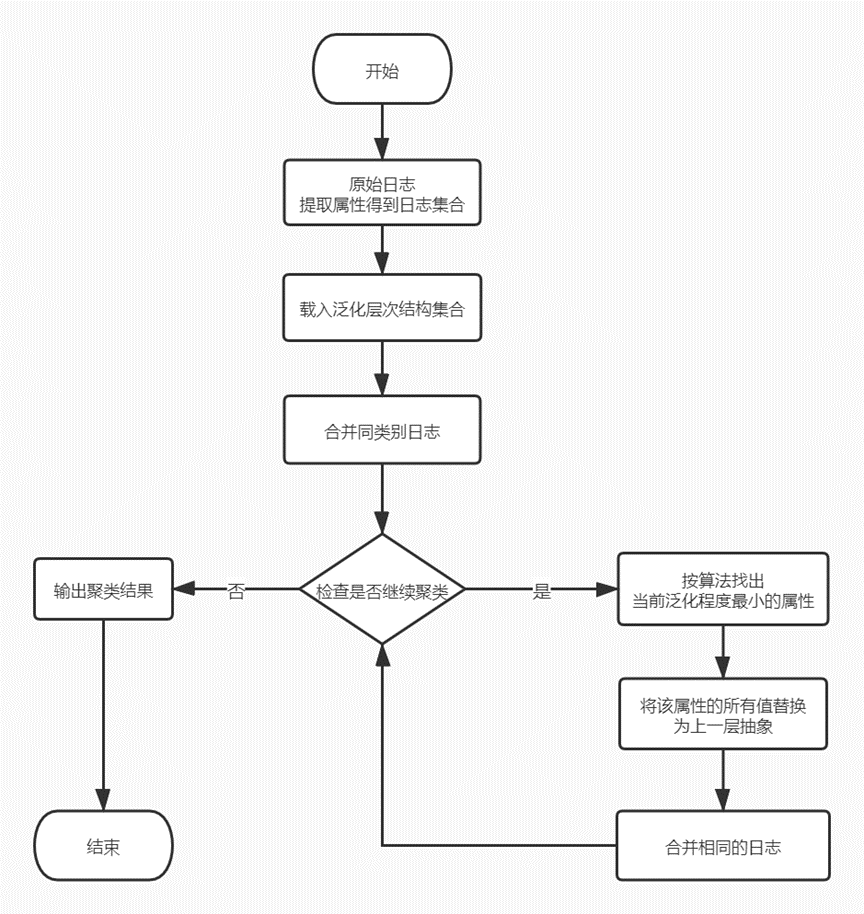 开始
原始日志
提取属性得到日志集合
载入泛化层次结构集合
合并同类别日志
检查是否继续聚类
否
是
输出聚类结果
按算法找出
当前泛化程度最小的属性
将该属性的所有值替换
为上一层抽象
合并相同的日志
结束